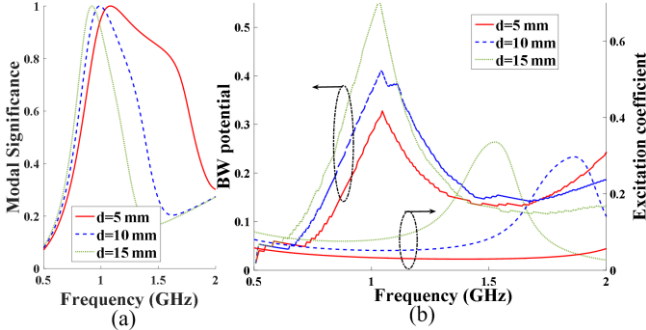 Modal Significance
1
0.8
0.6
0.4
0.2
0
d=5 mm
d=10 mm
d=15 mm
0.5 1 1.5 2
Frequency (GHz)
(a)
BW potential
0.5
0.4
0.3
0.2
0.1
0
d=5 mm
d=10 mm
d=15 mm
0.6
0.4
0.2
0
Excitation coefficient
0.5 1 1.5 2
Frequency (GHz)
(b)